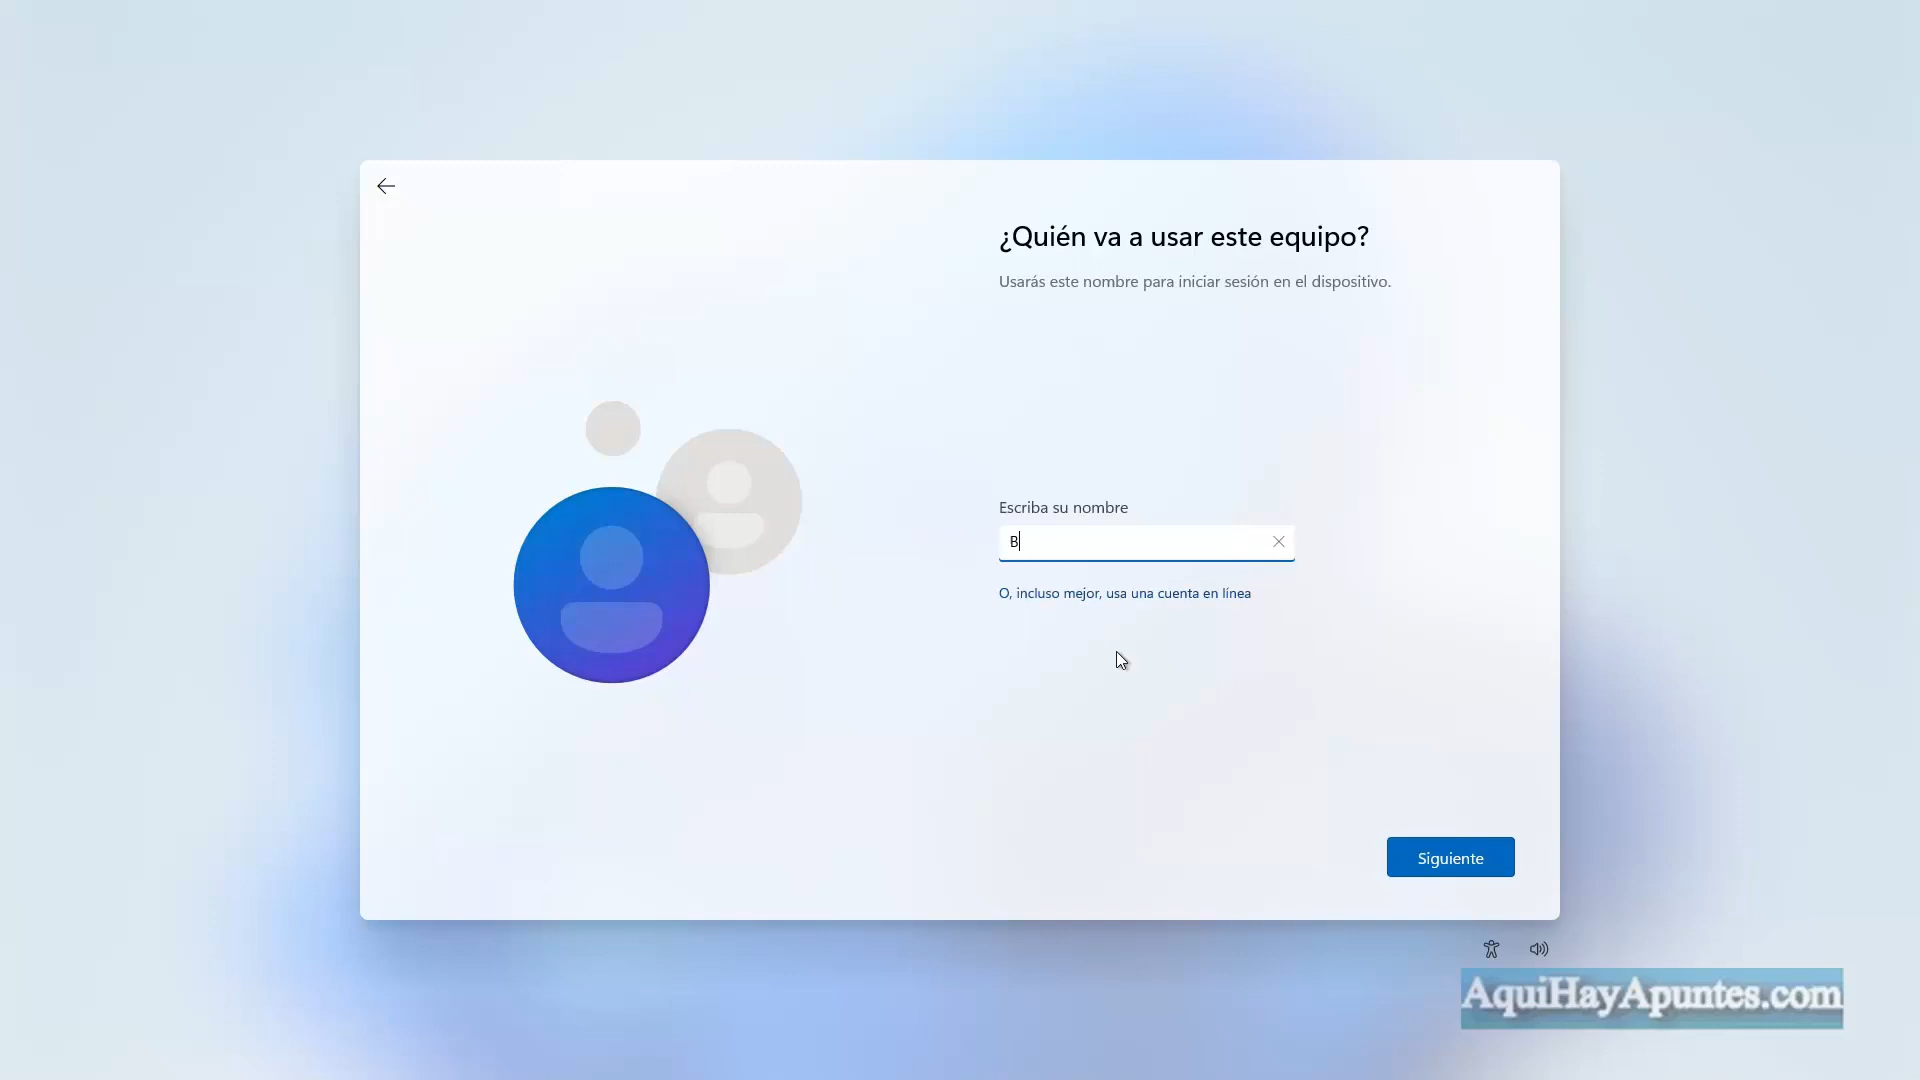 ¿Quién va a usar este equipo?
Usarás este nombre para iniciar sesión en el dispositivo.
Escriba su nombre
B
O, incluso mejor, usa una cuenta en línea
Siguiente
AquiHayApuntes.com